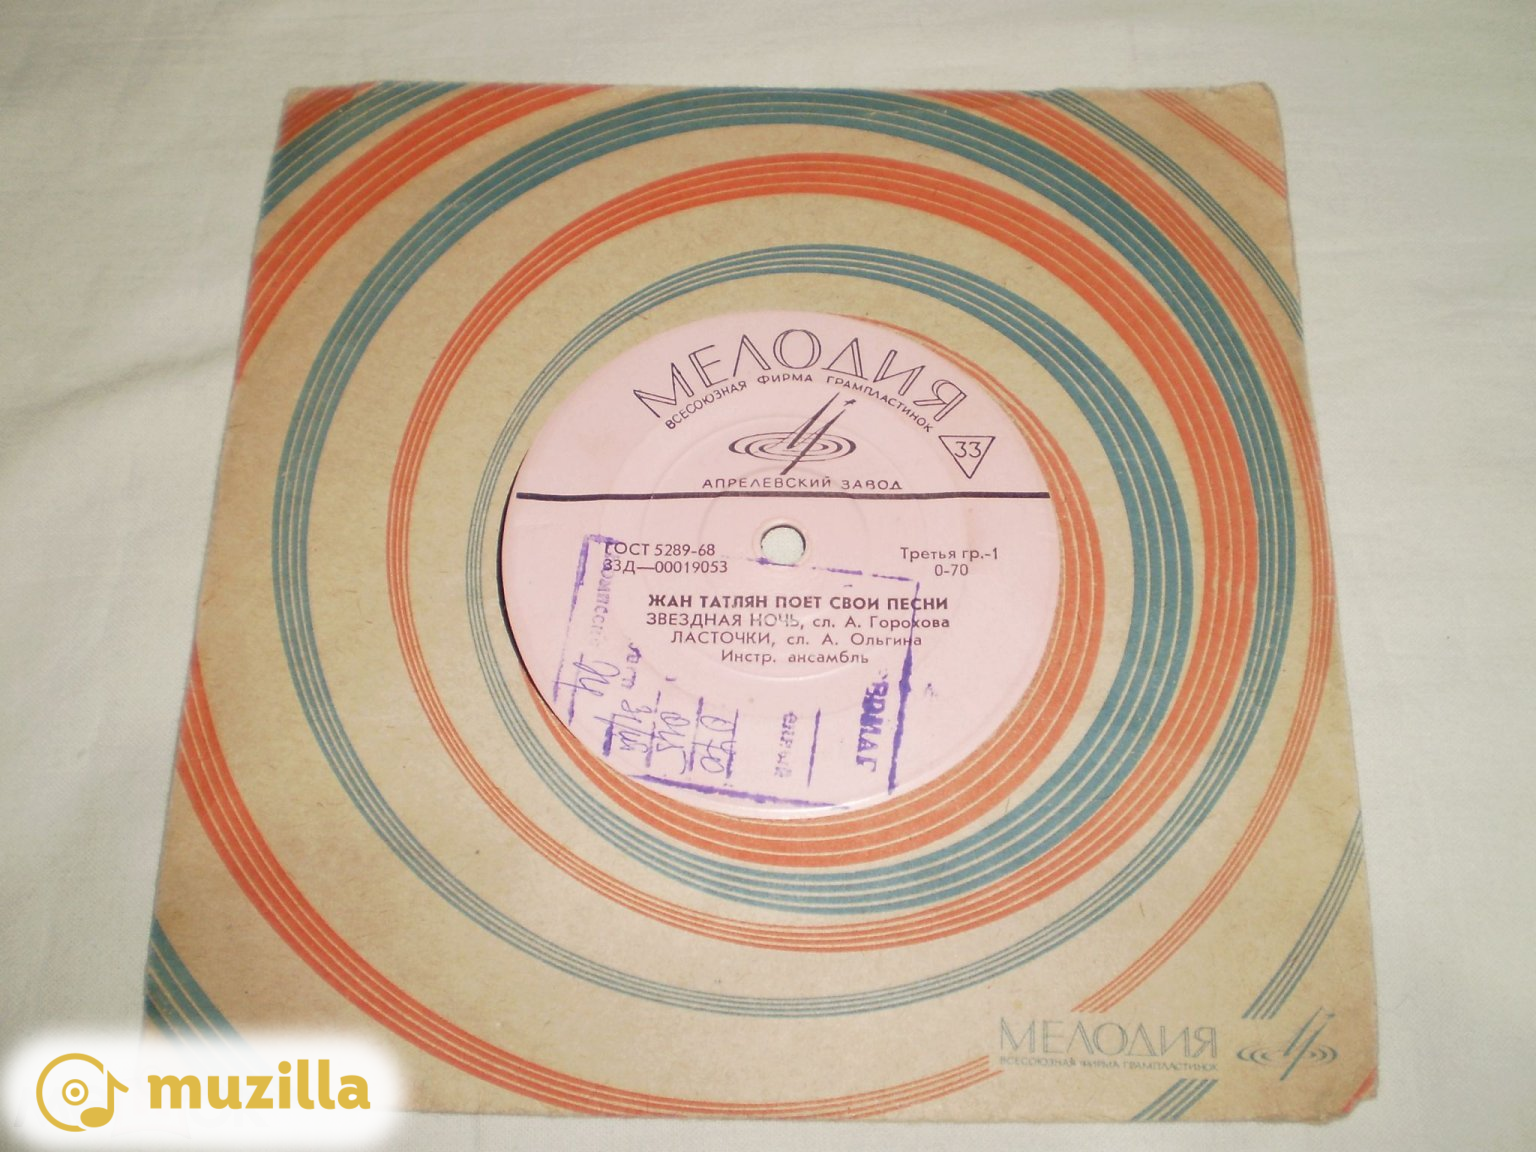 МЕЛОДИЯ
ВСЕСОЮЗНАЯ ФИРМА ГРАМПЛАСТИНОК
33
АПРЕЛЕВСКИЙ ЗАВОД
ГОСТ 5289-68
33Д—00019053
Третья гр.-1
0-70
ЖАН ТАТЛЯН ПОЕТ СВОИ ПЕСНИ
ЗВЕЗДНАЯ НОЧЬ, сл. А. Горохова
ЛАСТОЧКИ, сл. А. Ольгина
Инстр. ансамбль
МЕЛОДИЯ
ВСЕСОЮЗНАЯ ФИРМА ГРАМПЛАСТИНОК
muzilla